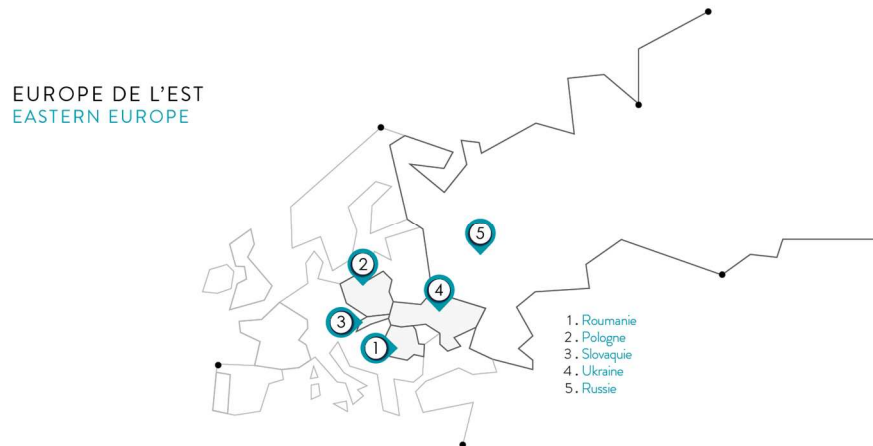 EUROPE DE L'EST
EASTERN EUROPE
5
2
4
3
1
1. Roumanie
2. Pologne
3. Slovaquie
4. Ukraine
5. Russie